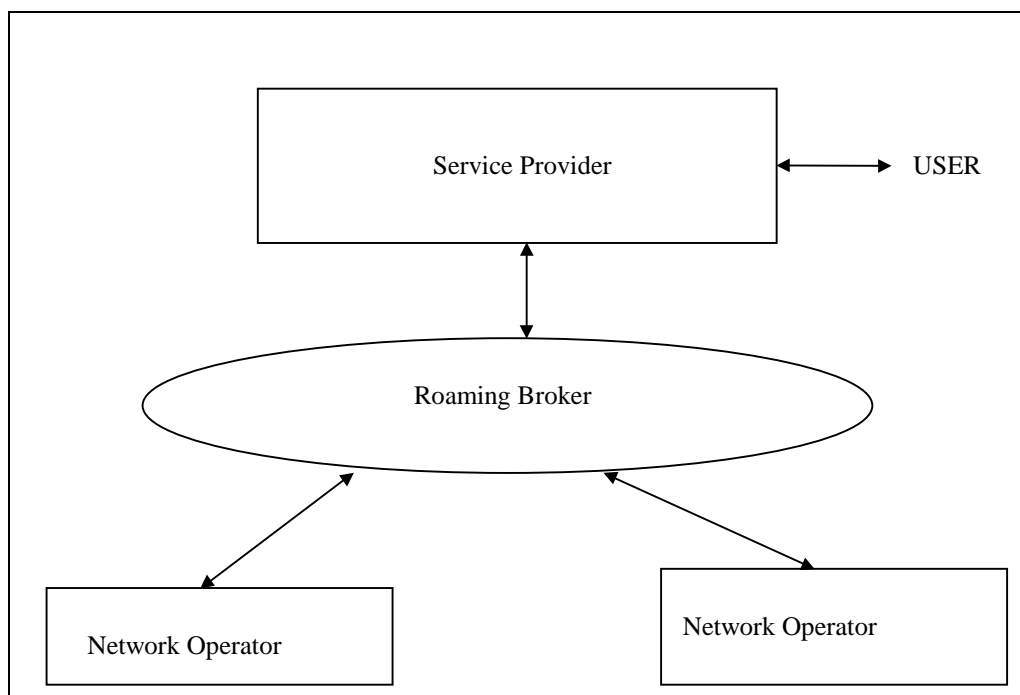 Service Provider
USER
Roaming Broker
Network Operator
Network Operator